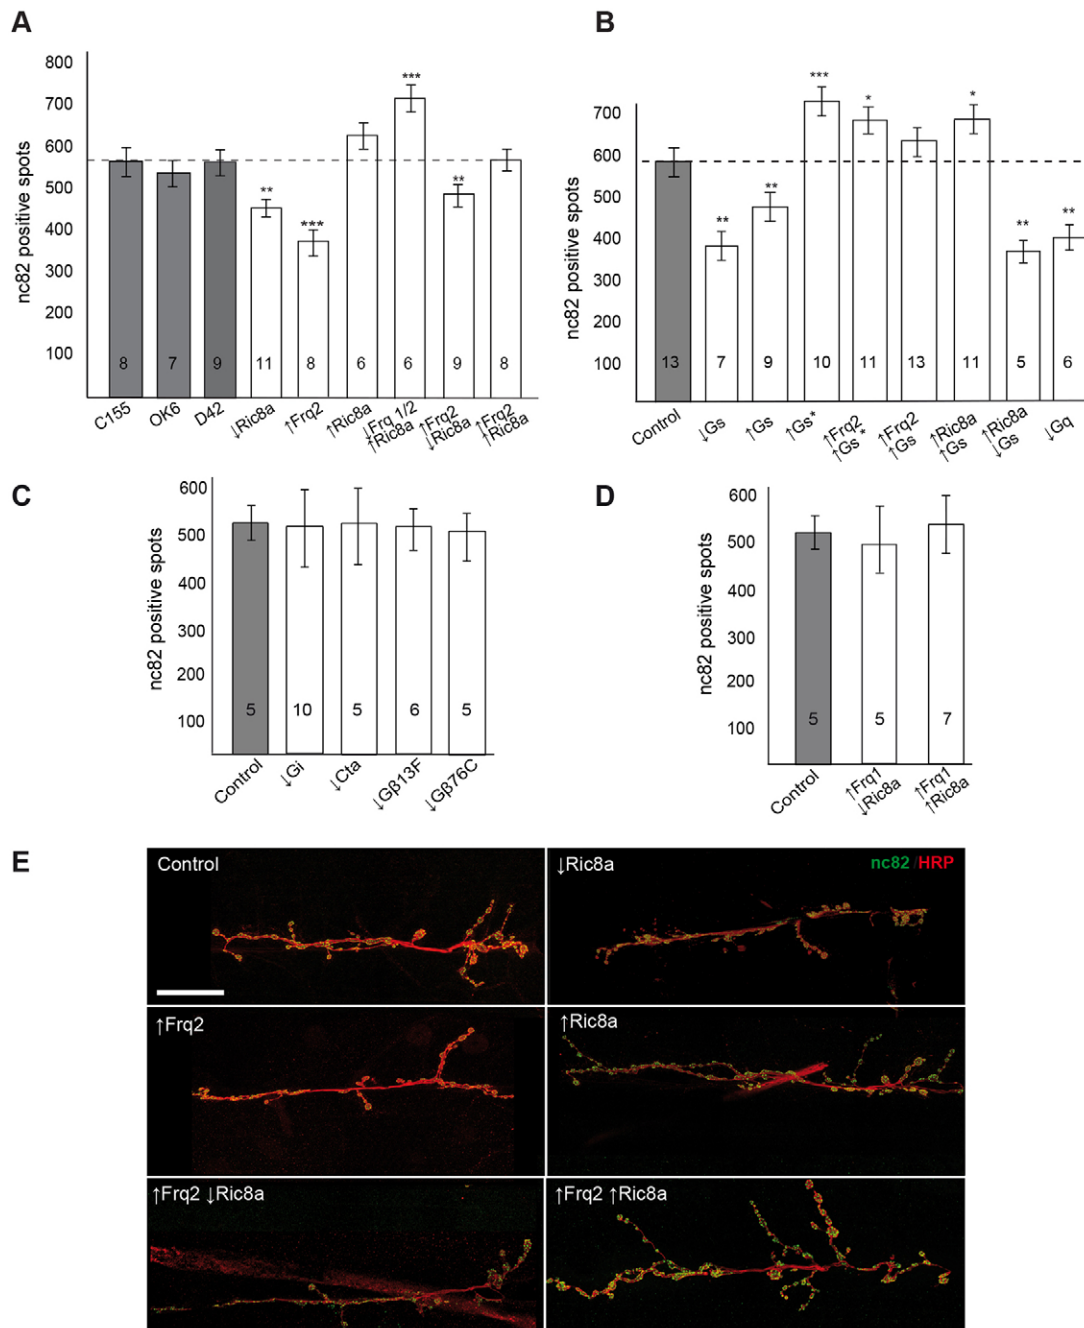 A
nc82 positive spots
800
700
600
500
400
300
200
100
**
***
***
**
8
7
9
11
8
6
6
9
8
C155
OK6
D42
↓Ric8a
↑Frq2
↑Ric8a
↓Frq 1/2
↑Ric8a
↑Frq2
↓Ric8a
↑Frq2
↑Ric8a
B
nc82 positive spots
700
600
500
400
300
200
100
**
**
***
*
*
**
**
13
7
9
10
11
13
11
5
6
Control
↓Gs
↑Gs
↑Gs*
↑Frq2
↑Gs*
↑Frq2
↑Gs
↑Ric8a
↑Gs
↑Ric8a
↓Gs
↓Gq
C
nc82 positive spots
600
500
400
300
200
100
5
10
5
6
5
Control
↓Gi
↓Cta
↓Gβ13F
↓Gβ76C
D
nc82 positive spots
600
500
400
300
200
100
5
5
7
Control
↑Frq1
↓Ric8a
↑Frq1
↑Ric8a
E
Control
↓Ric8a
nc82/HRP
↑Frq2
↑Ric8a
↑Frq2 ↓Ric8a
↑Frq2 ↑Ric8a